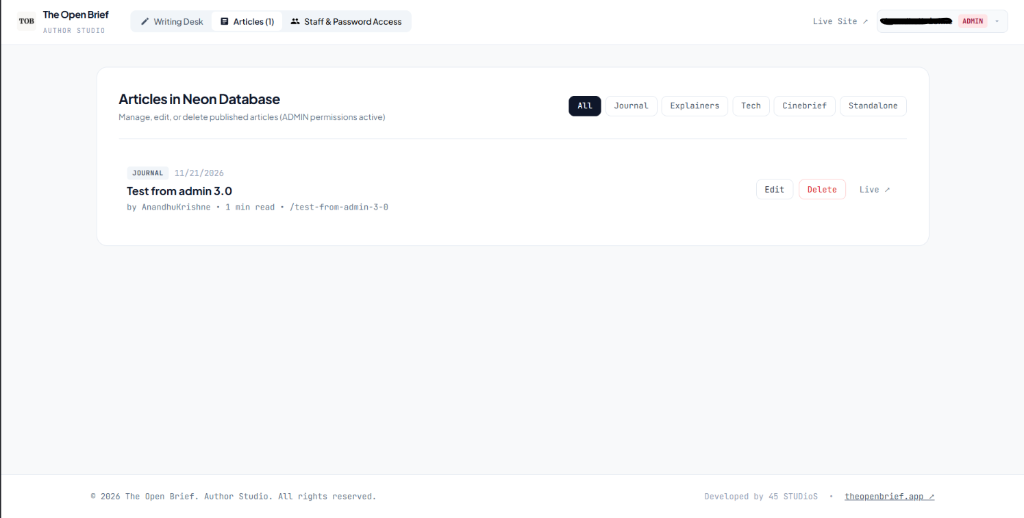 TOB
The Open Brief
AUTHOR STUDIO
Writing Desk
Articles (1)
Staff & Password Access
Live Site ↗
ADMIN
Articles in Neon Database
Manage, edit, or delete published articles (ADMIN permissions active)
All
Journal
Explainers
Tech
Cinebrief
Standalone
JOURNAL 11/21/2026
Test from admin 3.0
by AnandhuKrishne • 1 min read • /test-from-admin-3-0
Edit
Delete
Live ↗
© 2026 The Open Brief. Author Studio. All rights reserved.
Developed by 45 STUDioS • theopenbrief.app ↗